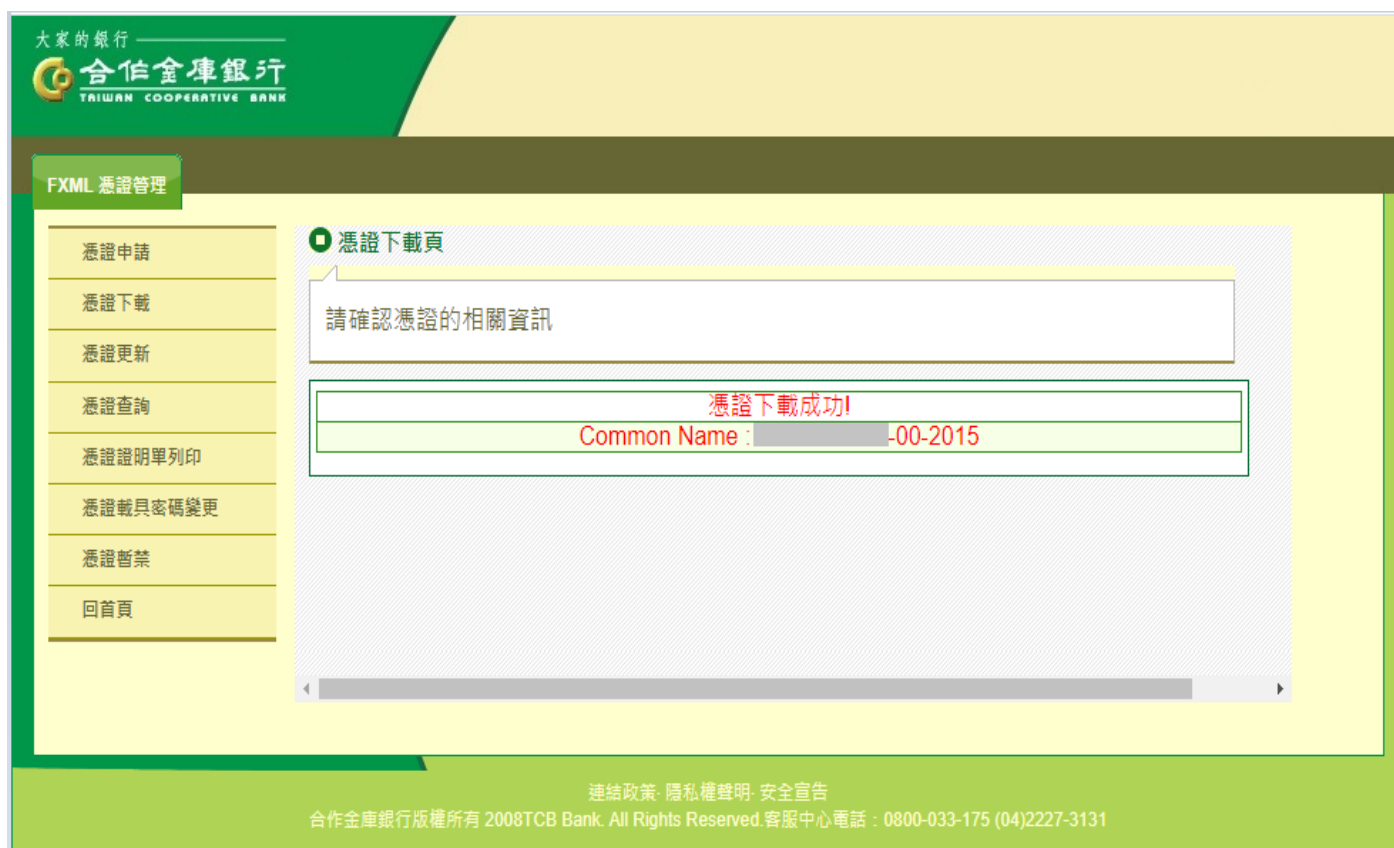 大家的銀行
合作金庫銀行
TAIWAN COOPERATIVE BANK
FXML 憑證管理
憑證申請
憑證下載
憑證更新
憑證查詢
憑證證明單列印
憑證載具密碼變更
憑證暫禁
回首頁
憑證下載頁
請確認憑證的相關資訊
憑證下載成功!
Common Name : -00-2015
連結政策‧隱私權聲明‧安全宣告
合作金庫銀行版權所有 2008TCB Bank. All Rights Reserved.客服中心電話：0800-033-175 (04)2227-3131